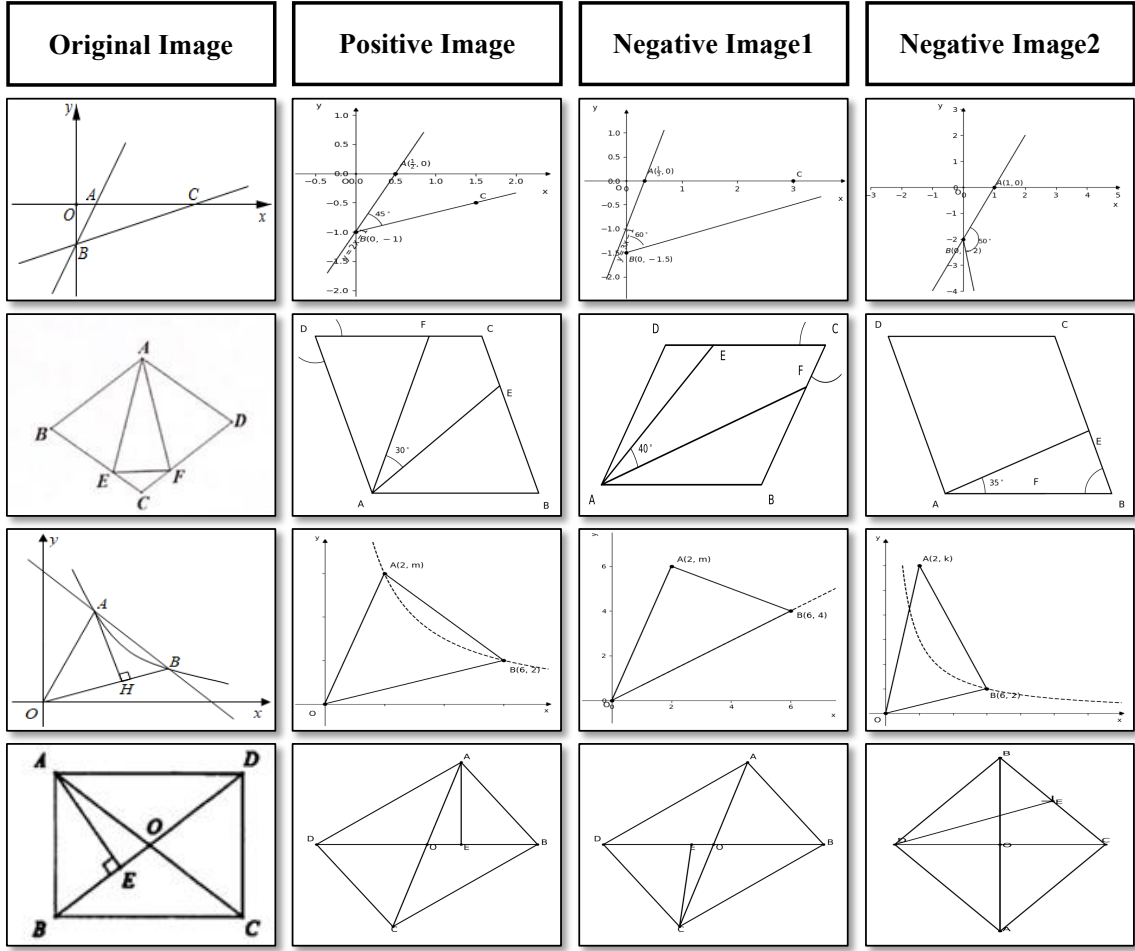 Original Image
Positive Image
Negative Image1
Negative Image2
y
A
C
O
x
B
y
1.0
0.5
A(½, 0)
−0.5
0.0
0.5
1.0
1.5
2.0
x
C
−0.5
45°
−1.0
B(0, −1)
−1.5
−2.0
y
1.0
0.5
A(⅓, 0)
C
0.0
O
0
1
2
3
x
−0.5
−1.0
60°
B(0, −1.5)
−2.0
y
3
2
1
A(1, 0)
0
O
−3
−2
−1
1
2
3
4
5
x
−1
−2
50°
−3
−4
A
B
D
E
F
C
D
F
C
E
30°
A
B
D
C
E
F
40°
A
B
D
C
E
35°
F
A
B
y
A
B
H
O
x
y
A(2, m)
B(6, 2)
O
x
y
6
A(2, m)
4
B(6, 4)
2
O
0
2
4
6
x
y
A(2, k)
B(6, 2)
O
x
A
D
O
E
B
C
A
D
O
E
B
C
A
D
E
O
B
C
B
E
D
O
C
A